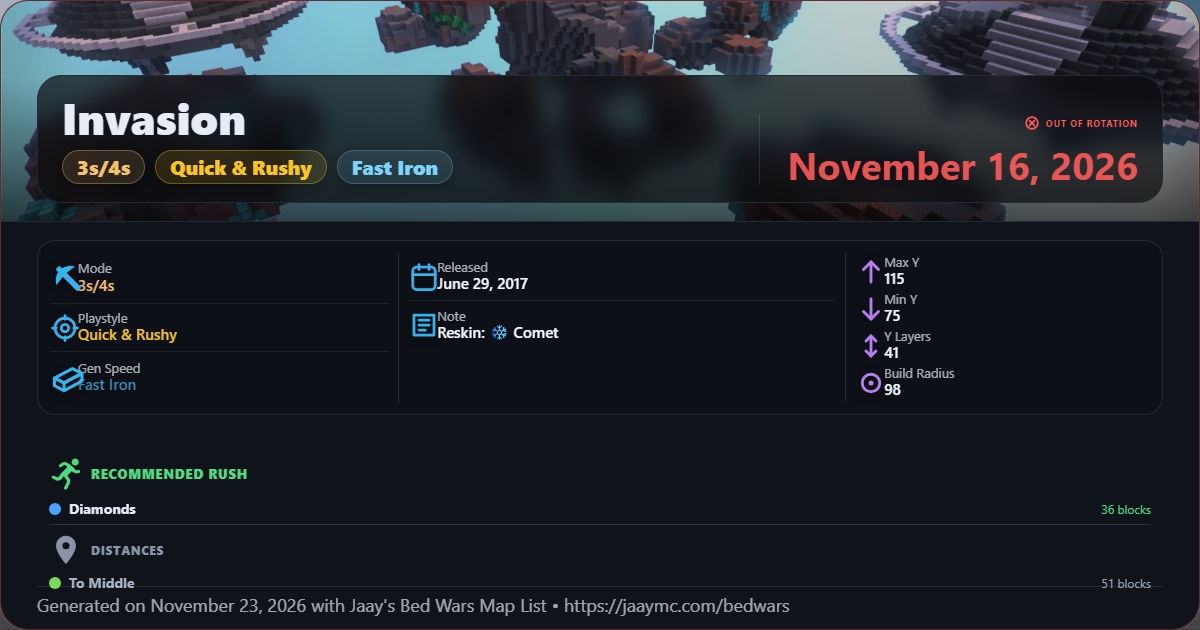 Invasion
3s/4s
Quick & Rushy
Fast Iron
OUT OF ROTATION
November 16, 2026
Mode
3s/4s
Playstyle
Quick & Rushy
Gen Speed
Fast Iron
Released
June 29, 2017
Note
Reskin: ❄ Comet
Max Y
115
Min Y
75
Y Layers
41
Build Radius
98
RECOMMENDED RUSH
Diamonds 36 blocks
DISTANCES
To Middle 51 blocks
Generated on November 23, 2026 with Jaay's Bed Wars Map List • https://jaaymc.com/bedwars